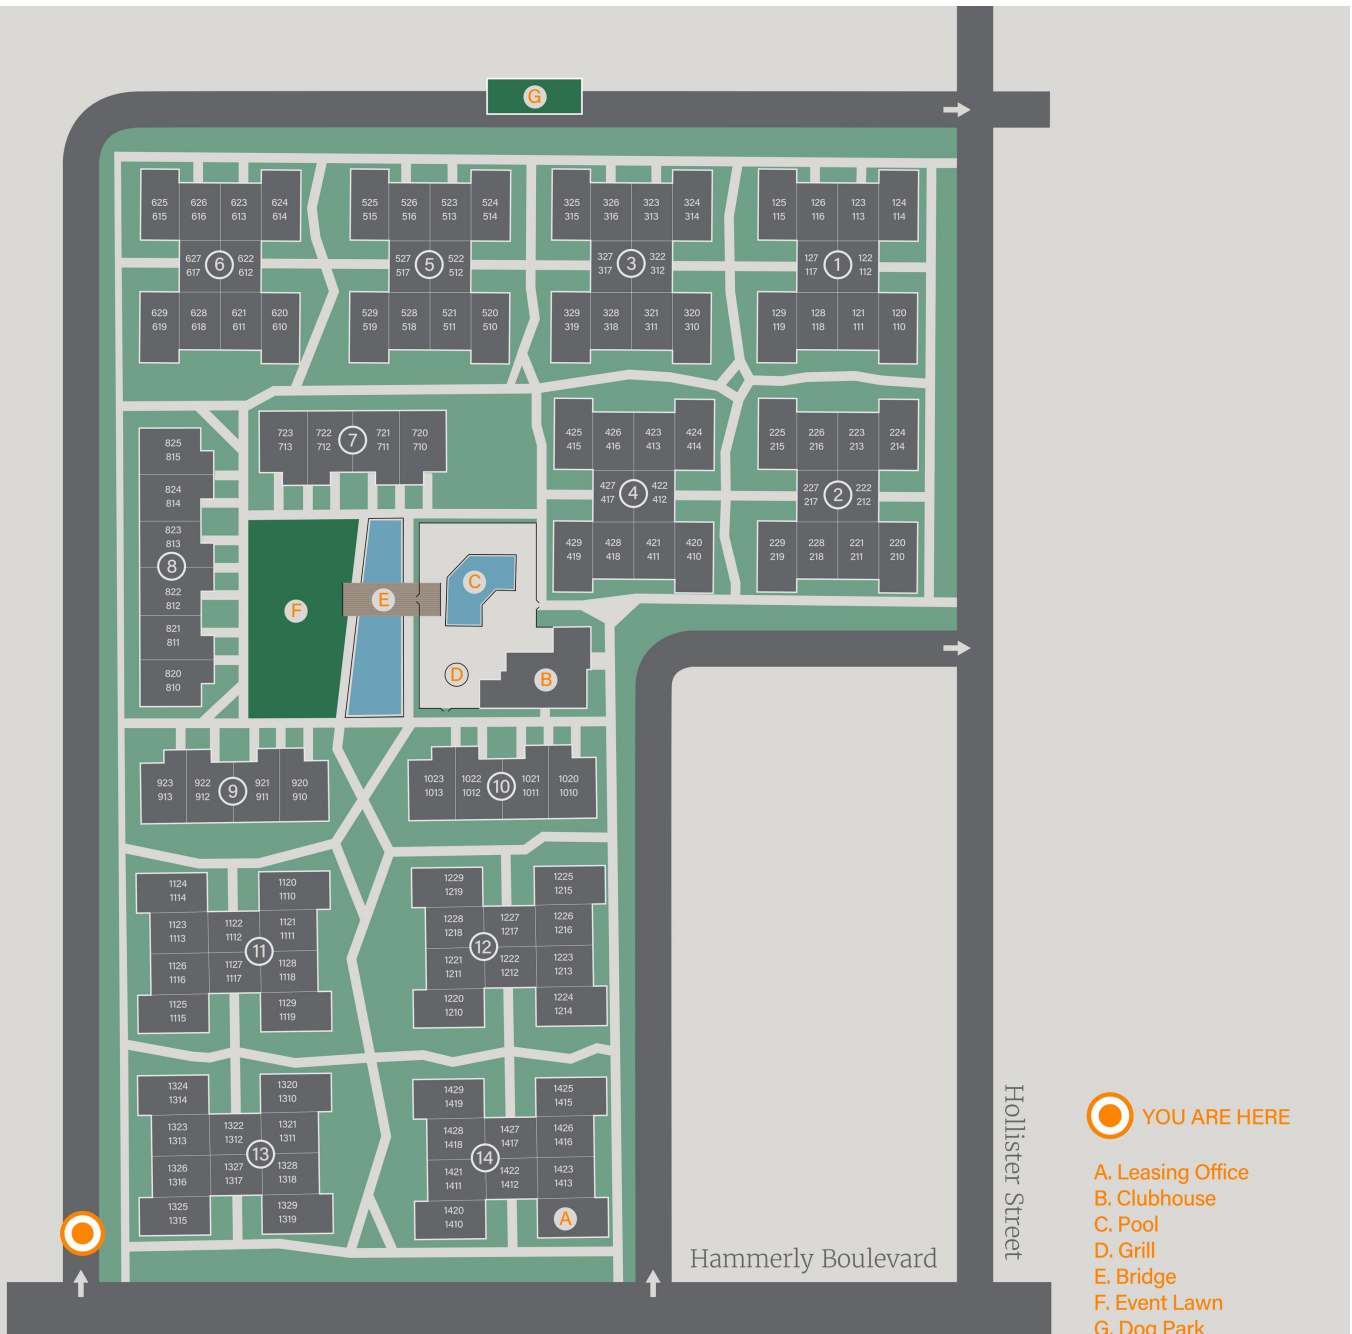 G
625 626 623 624
615 616 613 614
627 622
617 6 612
629 628 621 620
619 618 611 610
525 526 523 524
515 516 513 514
527 522
517 5 512
529 528 521 520
519 518 511 510
325 326 323 324
315 316 313 314
327 322
317 3 312
329 328 321 320
319 318 311 310
125 126 123 124
115 116 113 114
127 122
117 1 112
129 128 121 120
119 118 111 110
723 722 721 720
713 712 7 711 710
425 426 423 424
415 416 413 414
427 422
417 4 412
429 428 421 420
419 418 411 410
225 226 223 224
215 216 213 214
227 222
217 2 212
229 228 221 220
219 218 211 210
825
815
824
814
823
813
8
822
812
821
811
820
810
F
E
C
D
B
923 922 921 920
913 912 9 911 910
1023 1022 1021 1020
1013 1012 10 1011 1010
1124 1120
1114 1110
1123 1122 1121
1113 1112 1111
11
1126 1127 1128
1116 1117 1118
1125 1129
1115 1119
1229 1225
1219 1215
1228 1227 1226
1218 1217 1216
12
1221 1222 1223
1211 1212 1213
1220 1224
1210 1214
1324 1320
1314 1310
1323 1322 1321
1313 1312 1311
13
1326 1327 1328
1316 1317 1318
1325 1329
1315 1319
1429 1425
1419 1415
1428 1427 1426
1418 1417 1416
14
1421 1422 1423
1411 1412 1413
1420
1410
A
Hammerly Boulevard
Hollister Street
YOU ARE HERE
A. Leasing Office
B. Clubhouse
C. Pool
D. Grill
E. Bridge
F. Event Lawn
G. Dog Park